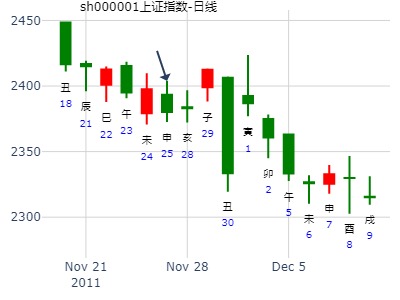 sh000001上证指数-日线
2450
2400
2350
2300
丑
18
辰
21
巳
22
午
23
未
24
申
25
亥
28
子
29
丑
30
寅
1
卯
2
午
5
未
6
申
7
酉
8
戌
9
Nov 21
2011
Nov 28
Dec 5